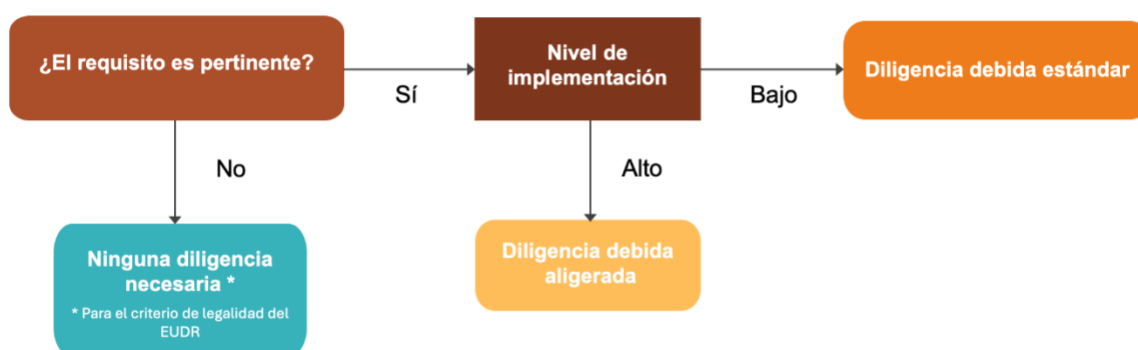 ¿El requisito es pertinente?
Sí
Nivel de
implementación
Bajo
Diligencia debida estándar
No
Alto
Ninguna diligencia
necesaria *
* Para el criterio de legalidad del
EUDR
Diligencia debida
aligerada